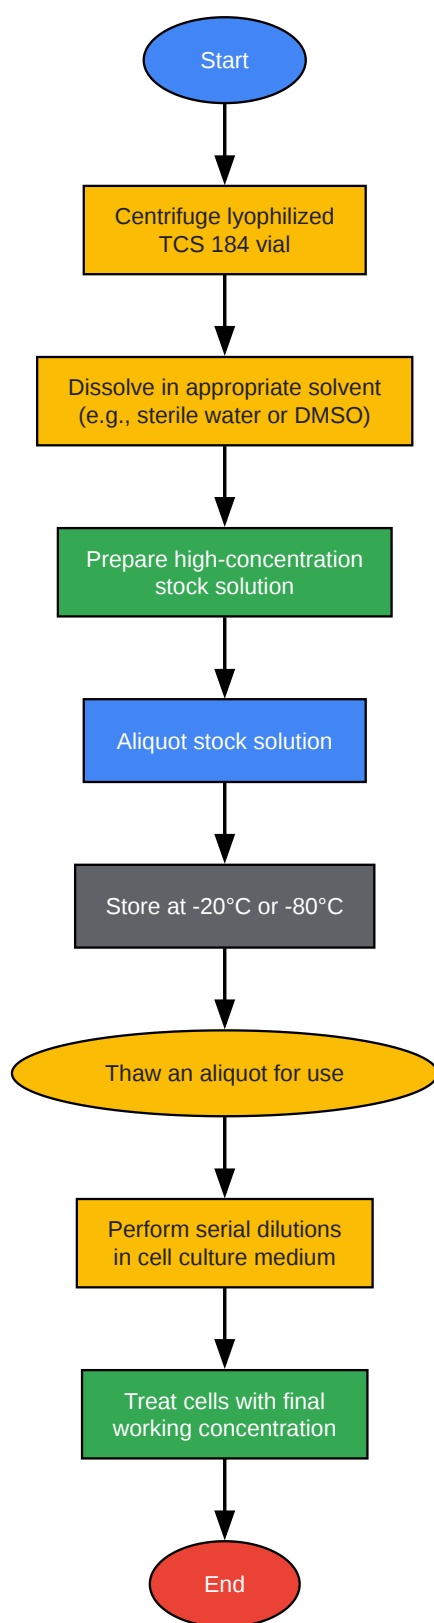 Start
Centrifuge lyophilized
TCS 184 vial
Dissolve in appropriate solvent
(e.g., sterile water or DMSO)
Prepare high-concentration
stock solution
Aliquot stock solution
Store at -20°C or -80°C
Thaw an aliquot for use
Perform serial dilutions
in cell culture medium
Treat cells with final
working concentration
End